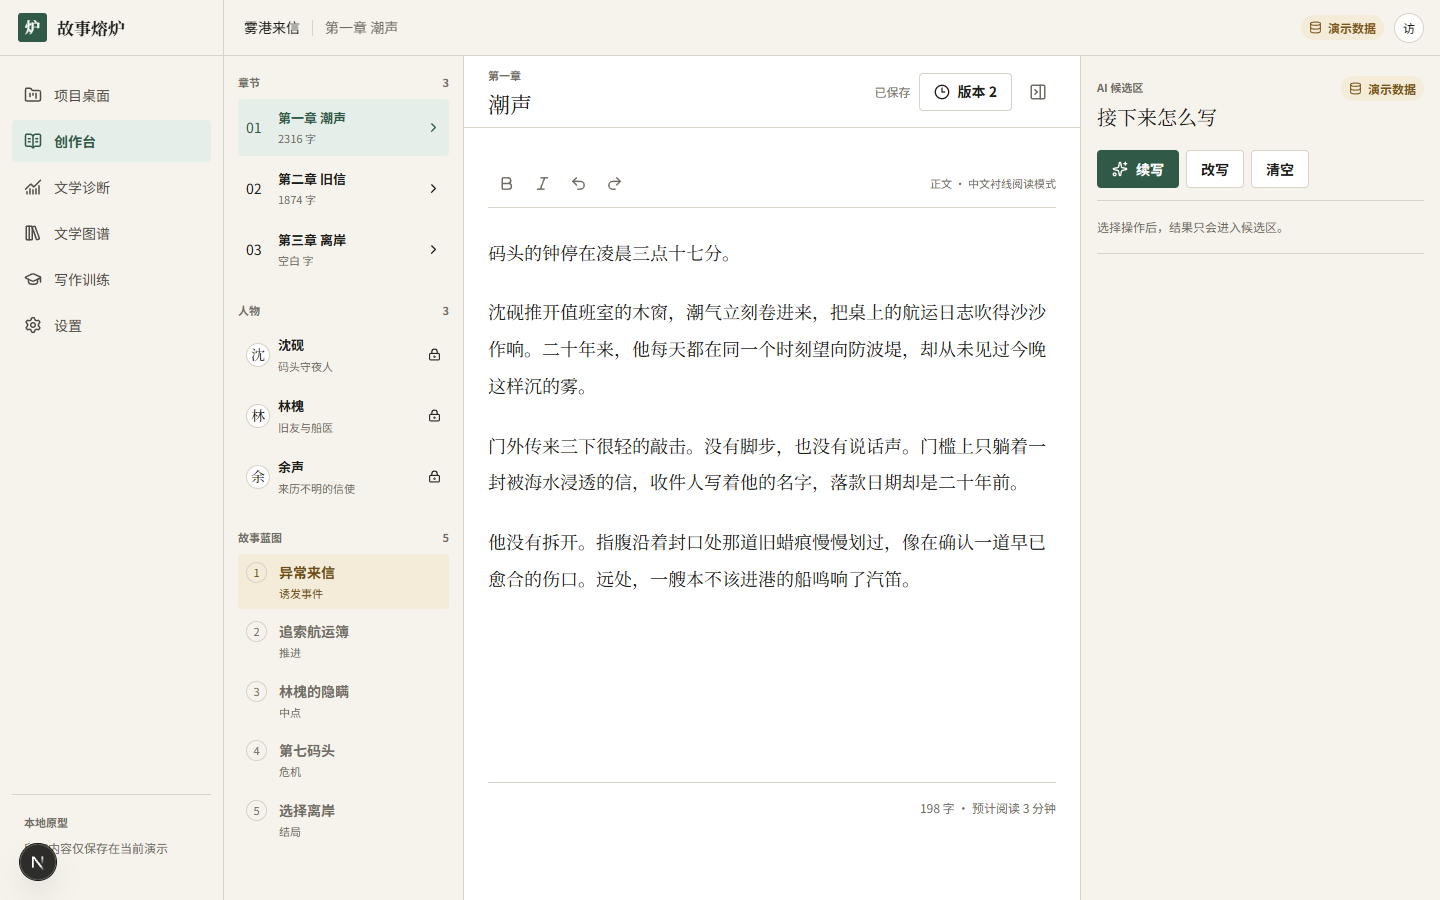 炉 故事熔炉
雾港来信 第一章 潮声
演示数据
访
项目桌面
创作台
文学诊断
文学图谱
写作训练
设置
本地原型
内容仅保存在当前演示
N
章节 3
01 第一章 潮声
2316 字
02 第二章 旧信
1874 字
03 第三章 离岸
空白 字
人物 3
沈 沈砚
码头守夜人
林 林槐
旧友与船医
余 余声
来历不明的信使
故事蓝图 5
1 异常来信
诱发事件
2 追索航运簿
推进
3 林槐的隐瞒
中点
4 第七码头
危机
5 选择离岸
结局
第一章
潮声
已保存 版本 2
B I 正文 · 中文衬线阅读模式
码头的钟停在凌晨三点十七分。
沈砚推开值班室的木窗，潮气立刻卷进来，把桌上的航运日志吹得沙沙
作响。二十年来，他每天都在同一个时刻望向防波堤，却从未见过今晚
这样沉的雾。
门外传来三下很轻的敲击。没有脚步，也没有说话声。门槛上只躺着一
封被海水浸透的信，收件人写着他的名字，落款日期却是二十年前。
他没有拆开。指腹沿着封口处那道旧蜡痕慢慢划过，像在确认一道早已
愈合的伤口。远处，一艘本不该进港的船鸣响了汽笛。
198 字 · 预计阅读 3 分钟
AI 候选区
演示数据
接下来怎么写
续写 改写 清空
选择操作后，结果只会进入候选区。